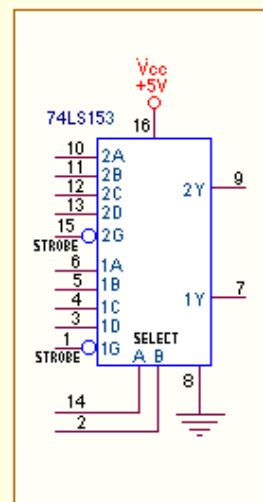 Vcc
+5V
74LS153
16
10 2A
11 2B
12 2C 2Y 9
13 2D
15 2G
STROBE
6 1A
5 1B
4 1C 1Y 7
3 1D
SELECT
1 1G
STROBE
A B
8
14
2